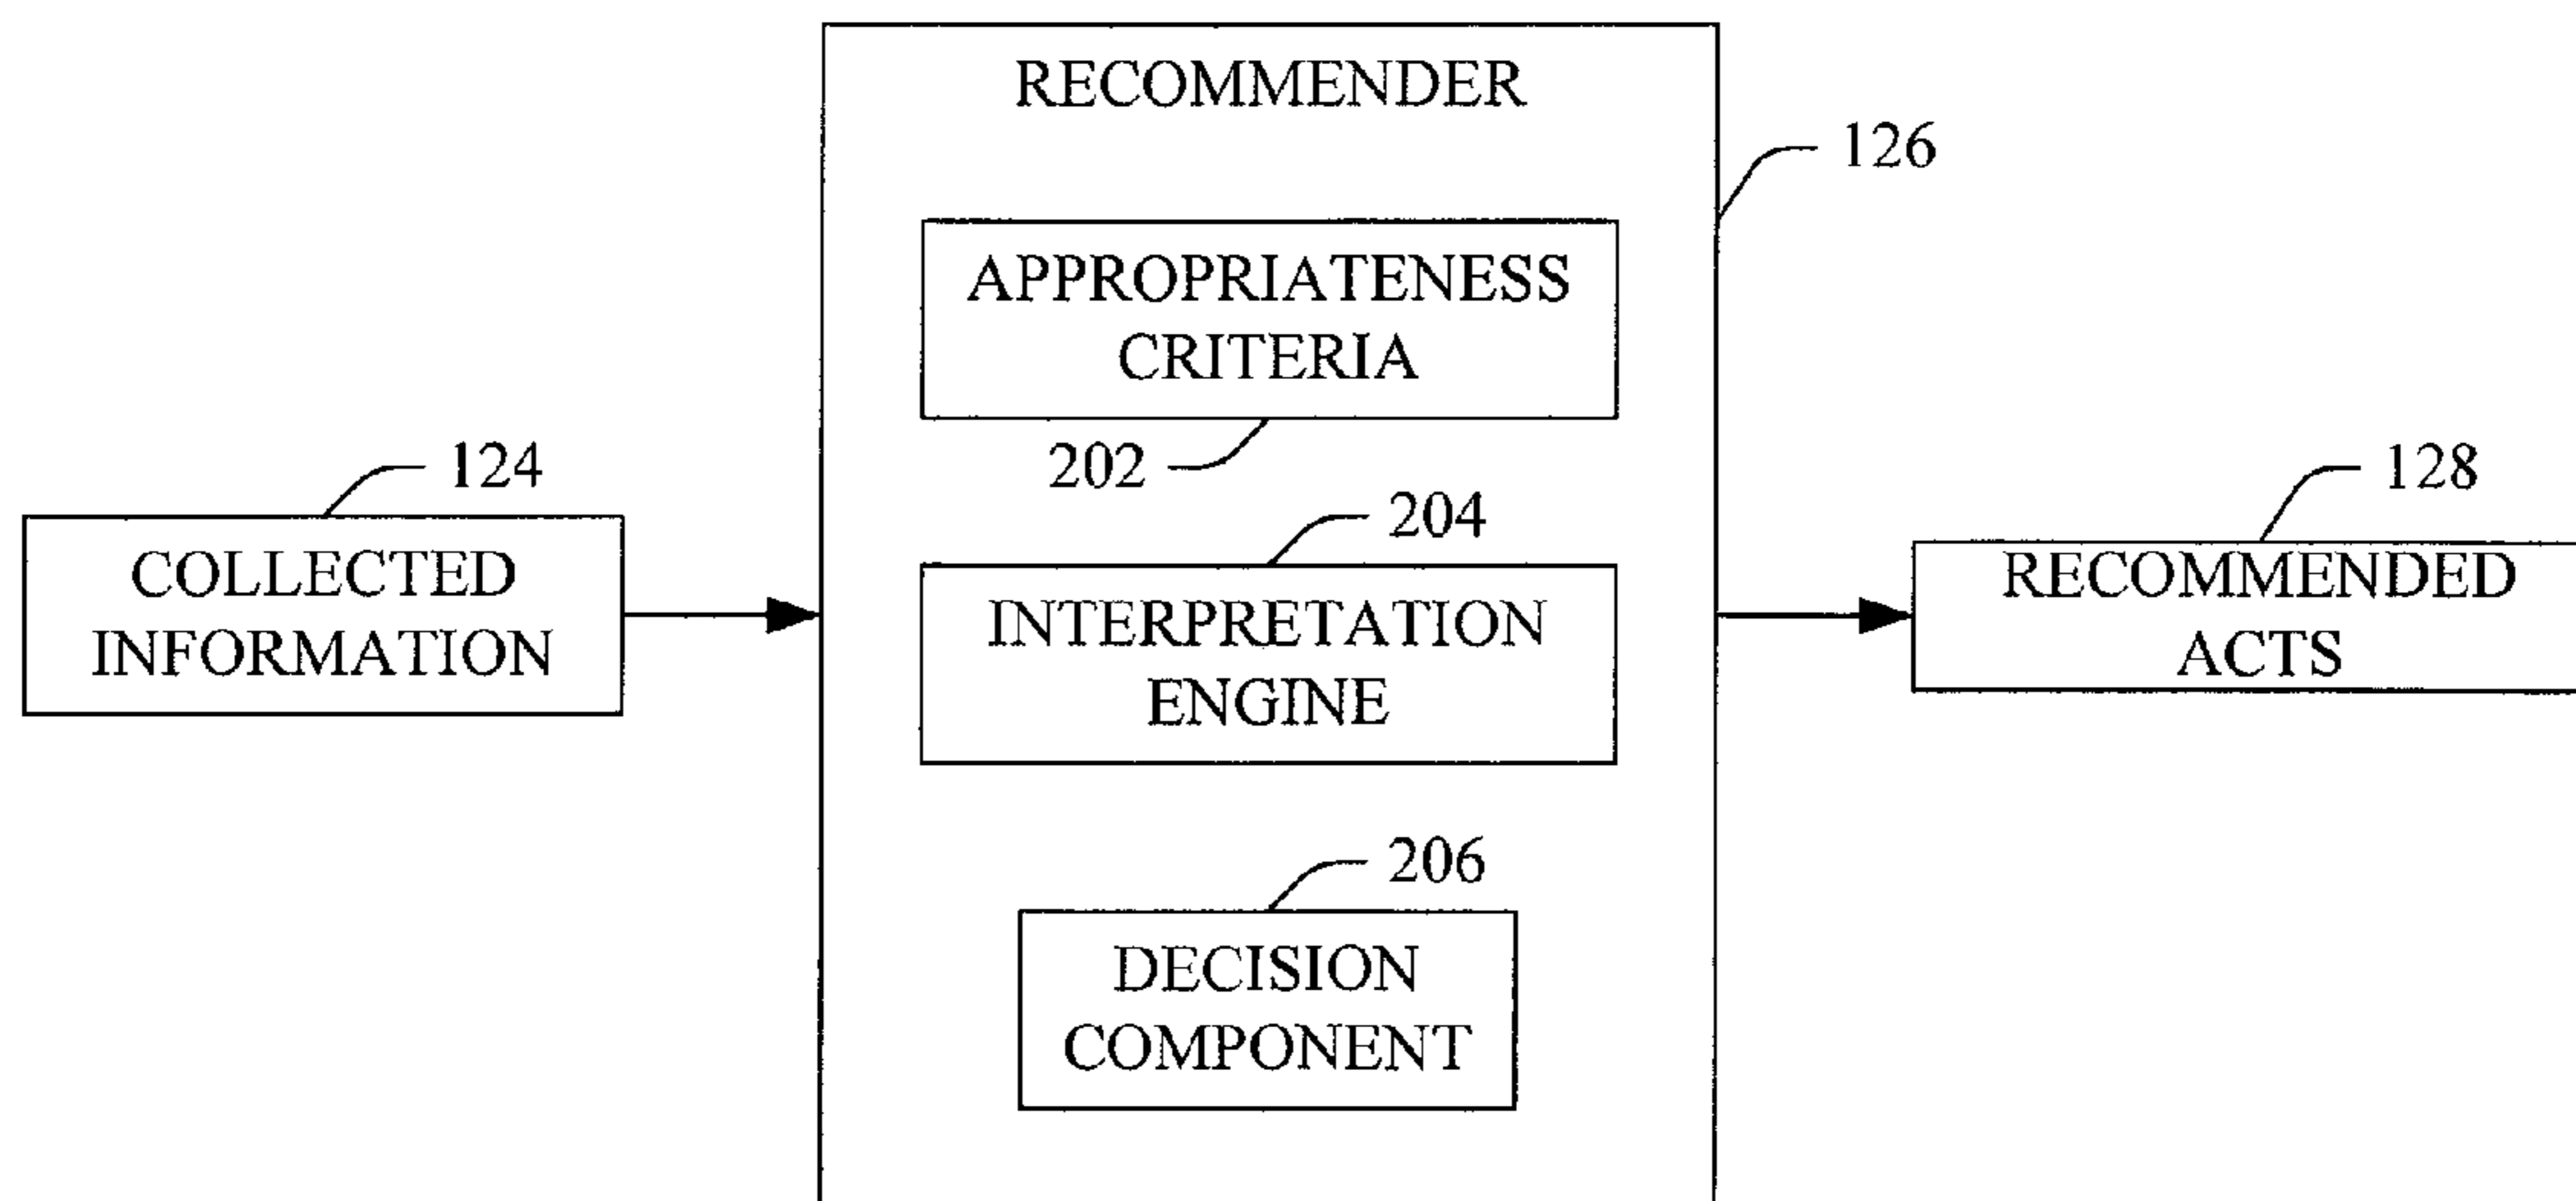 RECOMMENDER
126
APPROPRIATENESS
CRITERIA
202
124
COLLECTED
INFORMATION
204
INTERPRETATION
ENGINE
206
DECISION
COMPONENT
128
RECOMMENDED
ACTS